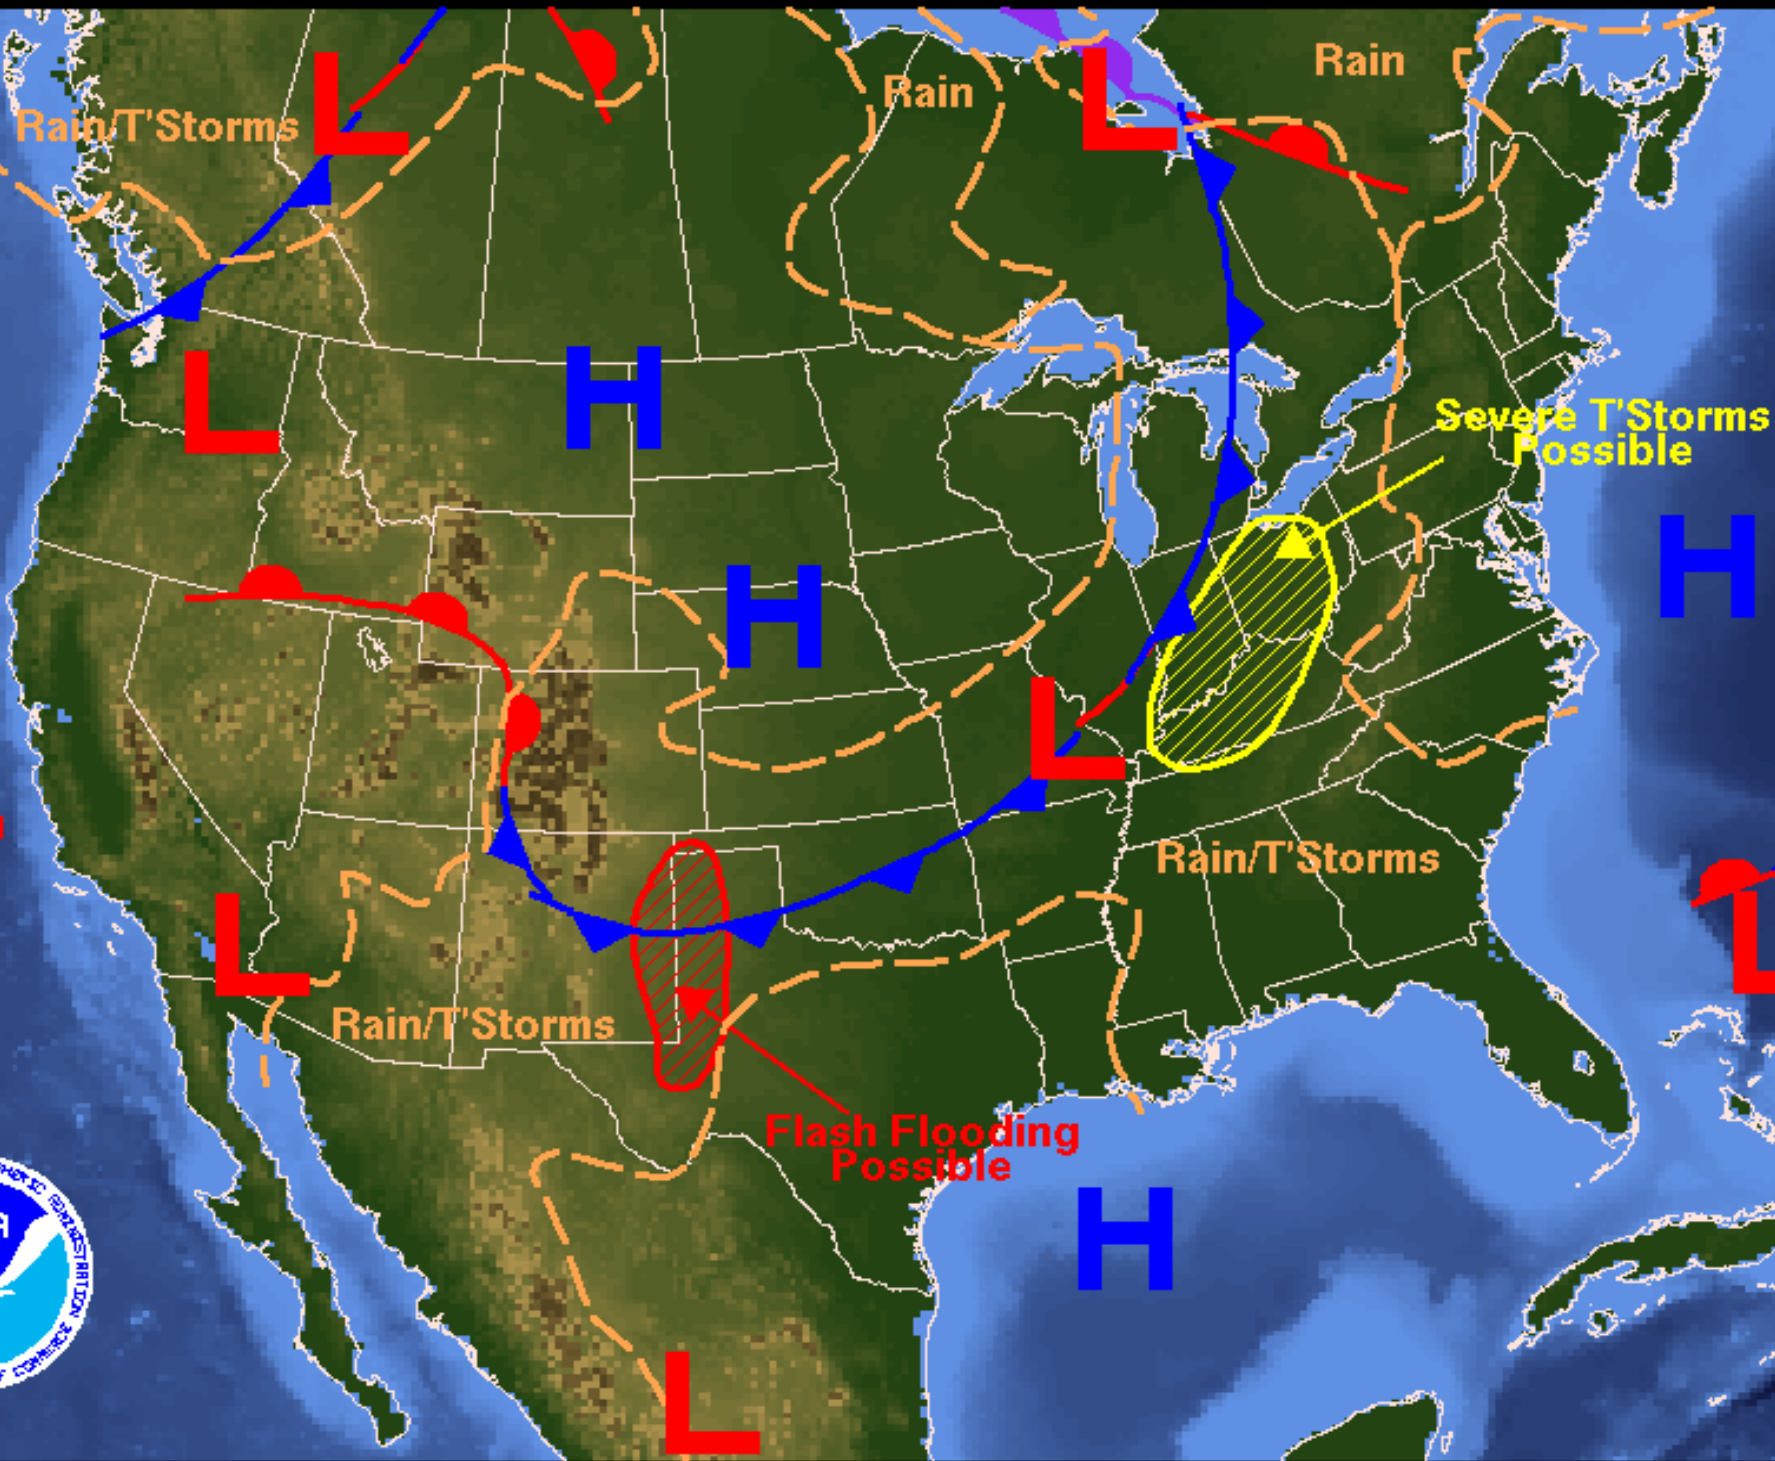 Rain
Rain
Rain/T'Storms
L
L
L
H
Severe T'Storms
Possible
H
H
L
Rain/T'Storms
L
L
Rain/T'Storms
Flash Flooding
Possible
H
L